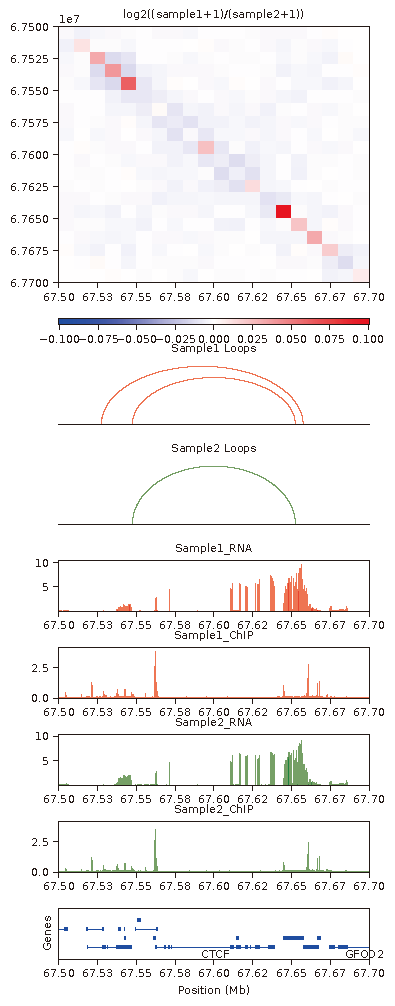 log2((sample1+1)/(sample2+1))
1e7
6.7500
6.7525
6.7550
6.7575
6.7600
6.7625
6.7650
6.7675
6.7700
67.50 67.53 67.55 67.58 67.60 67.62 67.65 67.67 67.70
−0.100 −0.075 −0.050 −0.025 0.000 0.025 0.050 0.075 0.100
Sample1 Loops
Sample2 Loops
Sample1_RNA
10
5
67.50 67.53 67.55 67.58 67.60 67.62 67.65 67.67 67.70
Sample1_ChIP
2.5
0.0
67.50 67.53 67.55 67.58 67.60 67.62 67.65 67.67 67.70
Sample2_RNA
10
5
67.50 67.53 67.55 67.58 67.60 67.62 67.65 67.67 67.70
Sample2_ChIP
2.5
0.0
67.50 67.53 67.55 67.58 67.60 67.62 67.65 67.67 67.70
Genes
CTCF GFOD2
67.50 67.53 67.55 67.58 67.60 67.62 67.65 67.67 67.70
Position (Mb)